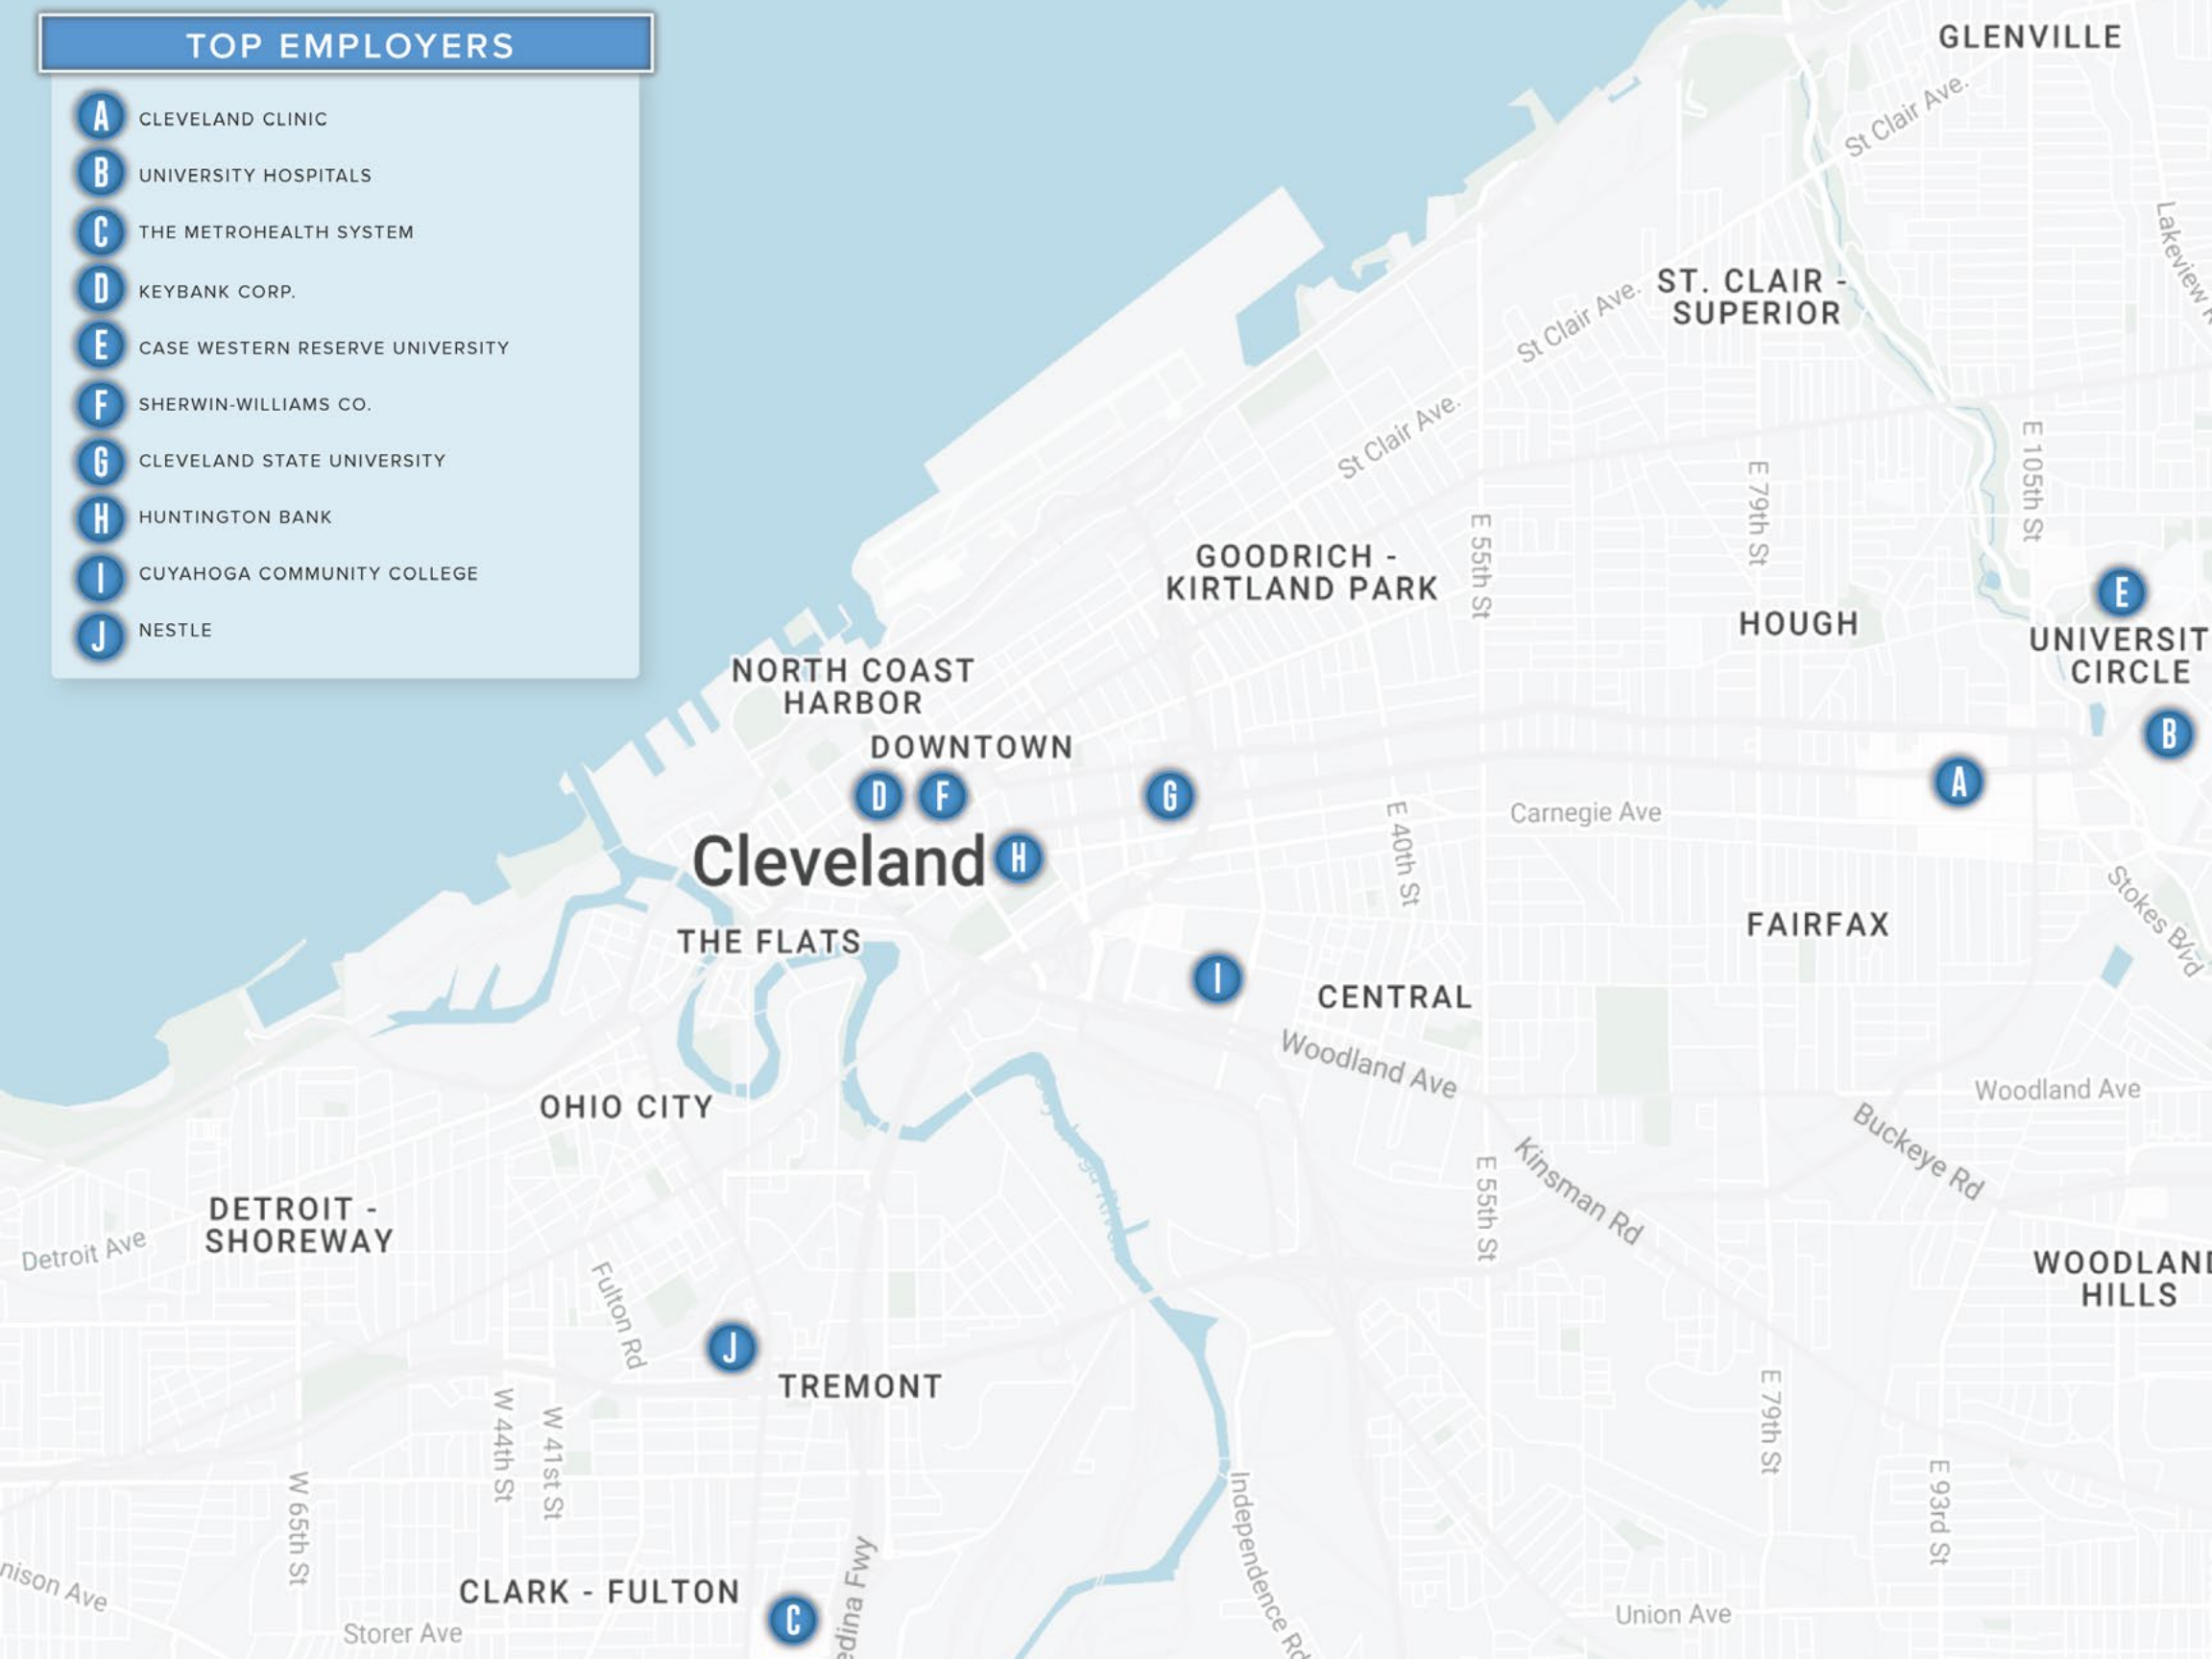 TOP EMPLOYERS
A CLEVELAND CLINIC
B UNIVERSITY HOSPITALS
C THE METROHEALTH SYSTEM
D KEYBANK CORP.
E CASE WESTERN RESERVE UNIVERSITY
F SHERWIN-WILLIAMS CO.
G CLEVELAND STATE UNIVERSITY
H HUNTINGTON BANK
I CUYAHOGA COMMUNITY COLLEGE
J NESTLE
GLENVILLE
St Clair Ave.
Lakeview
ST. CLAIR -
SUPERIOR
St Clair Ave.
St Clair Ave.
E 105th St
E 79th St
E 55th St
GOODRICH -
KIRTLAND PARK
HOUGH
E
UNIVERSIT
CIRCLE
NORTH COAST
HARBOR
DOWNTOWN
B
A
D F
G
Carnegie Ave
E 40th St
Cleveland H
Stokes Blvd
FAIRFAX
THE FLATS
I
CENTRAL
Woodland Ave
Woodland Ave
OHIO CITY
Buckeye Rd
Kinsman Rd
E 55th St
DETROIT -
SHOREWAY
Detroit Ave
WOODLAND
HILLS
Fulton Rd
J
TREMONT
E 79th St
W 44th St
W 41st St
W 65th St
E 93rd St
Independence Rd
nison Ave
CLARK - FULTON
C
edina Fwy
Storer Ave
Union Ave